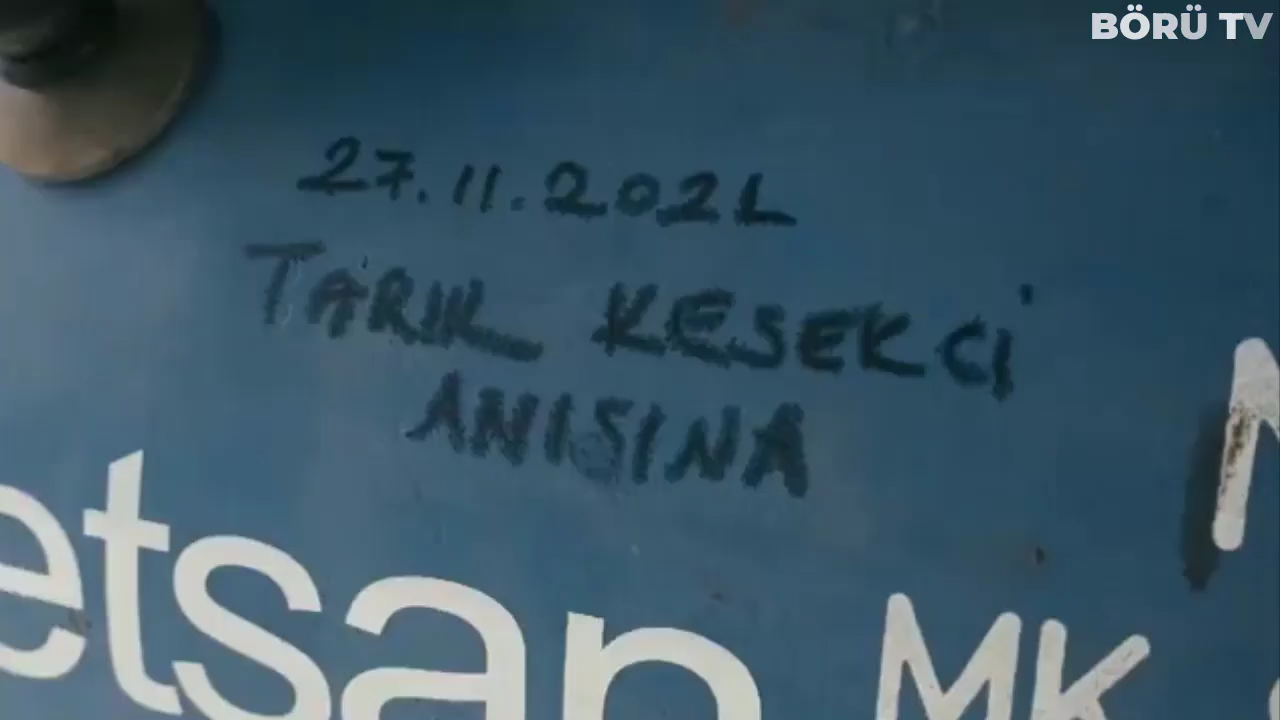 BÖRÜ TV
27.11.2021
TARIK KESEKCİ
ANISINA
etsan MK